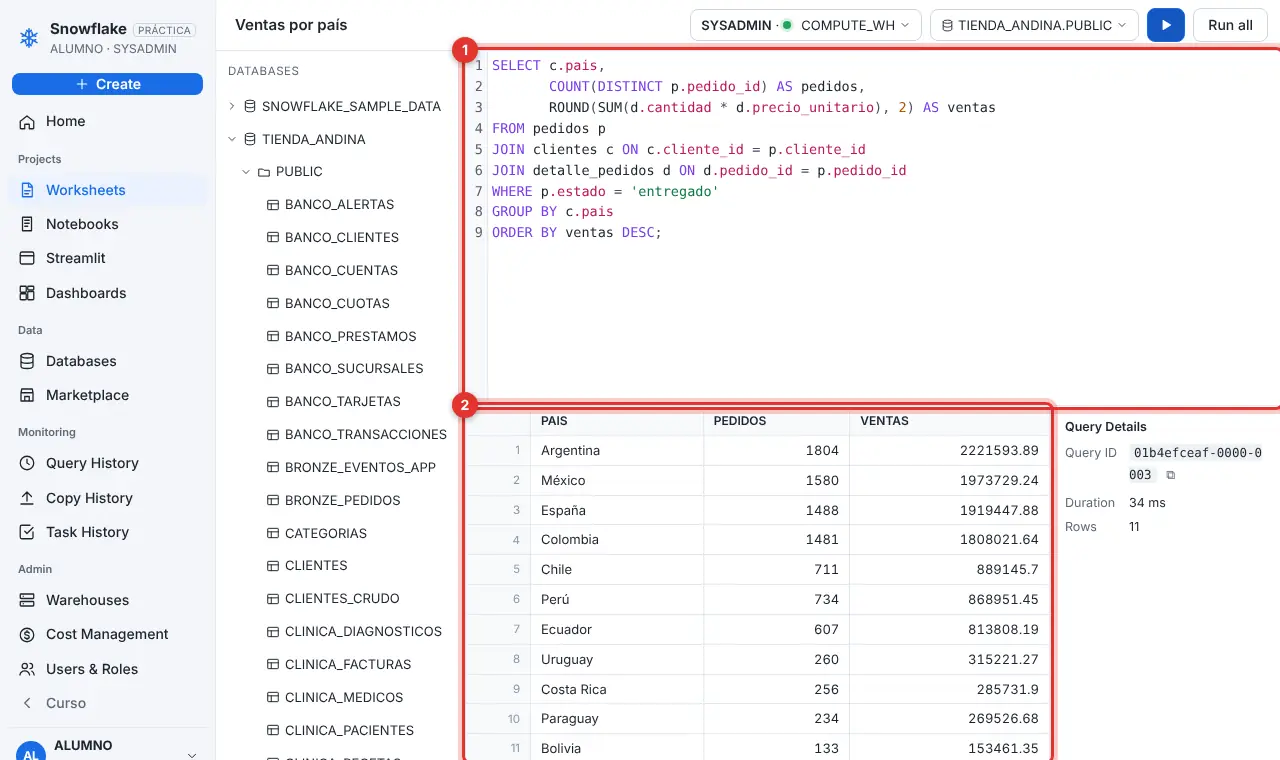 Snowflake PRÁCTICA
ALUMNO · SYSADMIN
+ Create
Home
Projects
Worksheets
Notebooks
Streamlit
Dashboards
Data
Databases
Marketplace
Monitoring
Query History
Copy History
Task History
Admin
Warehouses
Cost Management
Users & Roles
Curso
AL ALUMNO
Ventas por país
SYSADMIN · COMPUTE_WH
TIENDA_ANDINA.PUBLIC
Run all
DATABASES
SNOWFLAKE_SAMPLE_DATA
TIENDA_ANDINA
PUBLIC
BANCO_ALERTAS
BANCO_CLIENTES
BANCO_CUENTAS
BANCO_CUOTAS
BANCO_PRESTAMOS
BANCO_SUCURSALES
BANCO_TARJETAS
BANCO_TRANSACCIONES
BRONZE_EVENTOS_APP
BRONZE_PEDIDOS
CATEGORIAS
CLIENTES
CLIENTES_CRUDO
CLINICA_DIAGNOSTICOS
CLINICA_FACTURAS
CLINICA_MEDICOS
CLINICA_PACIENTES
1
1 SELECT c.pais,
2 COUNT(DISTINCT p.pedido_id) AS pedidos,
3 ROUND(SUM(d.cantidad * d.precio_unitario), 2) AS ventas
4 FROM pedidos p
5 JOIN clientes c ON c.cliente_id = p.cliente_id
6 JOIN detalle_pedidos d ON d.pedido_id = p.pedido_id
7 WHERE p.estado = 'entregado'
8 GROUP BY c.pais
9 ORDER BY ventas DESC;
2
PAIS PEDIDOS VENTAS
1 Argentina 1804 2221593.89
2 México 1580 1973729.24
3 España 1488 1919447.88
4 Colombia 1481 1808021.64
5 Chile 711 889145.7
6 Perú 734 868951.45
7 Ecuador 607 813808.19
8 Uruguay 260 315221.27
9 Costa Rica 256 285731.9
10 Paraguay 234 269526.68
11 Bolivia 133 153461.35
Query Details
Query ID 01b4efceaf-0000-0
003
Duration 34 ms
Rows 11